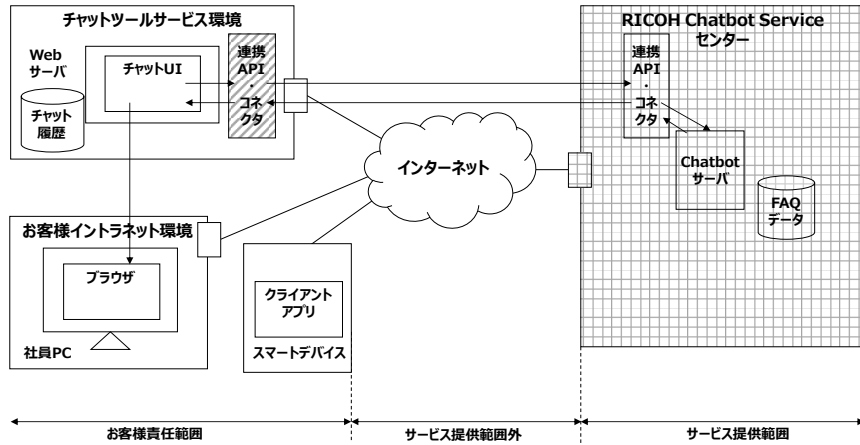 チャットツールサービス環境
Web
サーバ
チャット
履歴
チャットUI
連携
API
・
コネ
クタ
RICOH Chatbot Service
センター
連携
API
・
コネ
クタ
Chatbot
サーバ
FAQ
データ
インターネット
お客様イントラネット環境
ブラウザ
社員PC
クライアント
アプリ
スマートデバイス
お客様責任範囲
サービス提供範囲外
サービス提供範囲